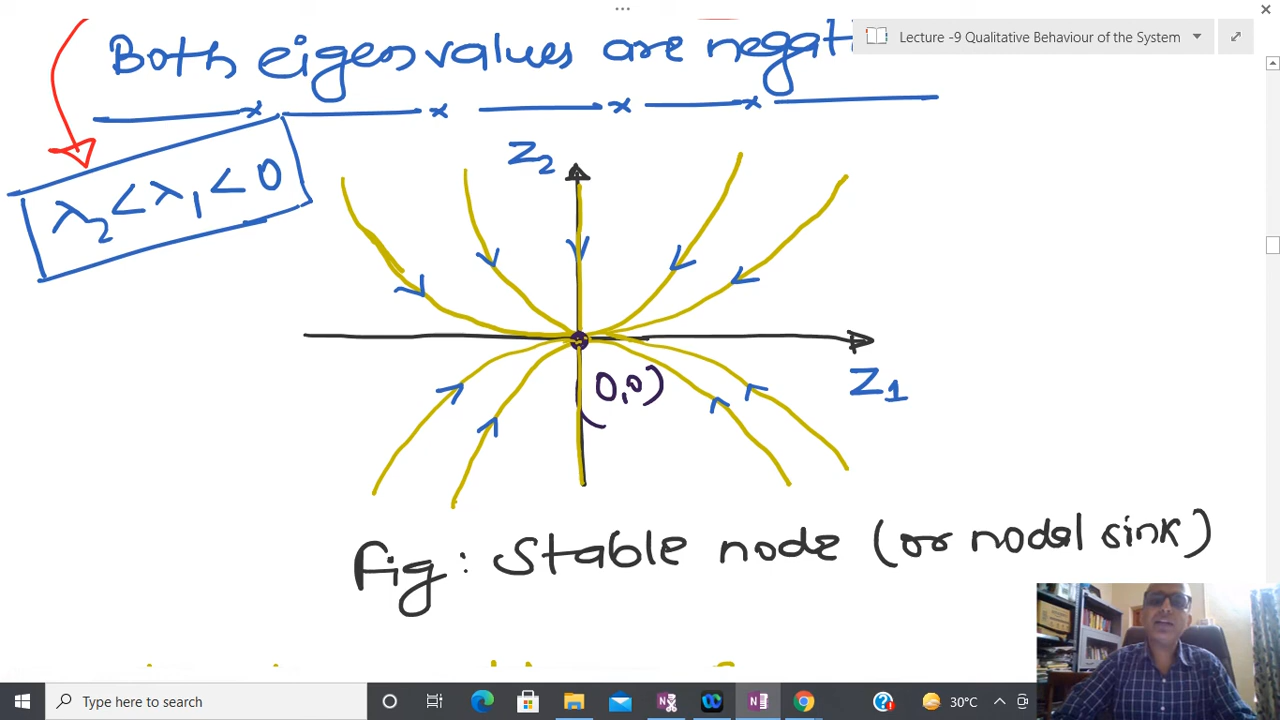 ...
Lecture -9 Qualitative Behaviour of the System
Both eigenvalues are
λ2 < λ1 < 0
Z2
(0,0)
Z1
Fig: Stable node (or nodal sink)
Type here to search
30°C